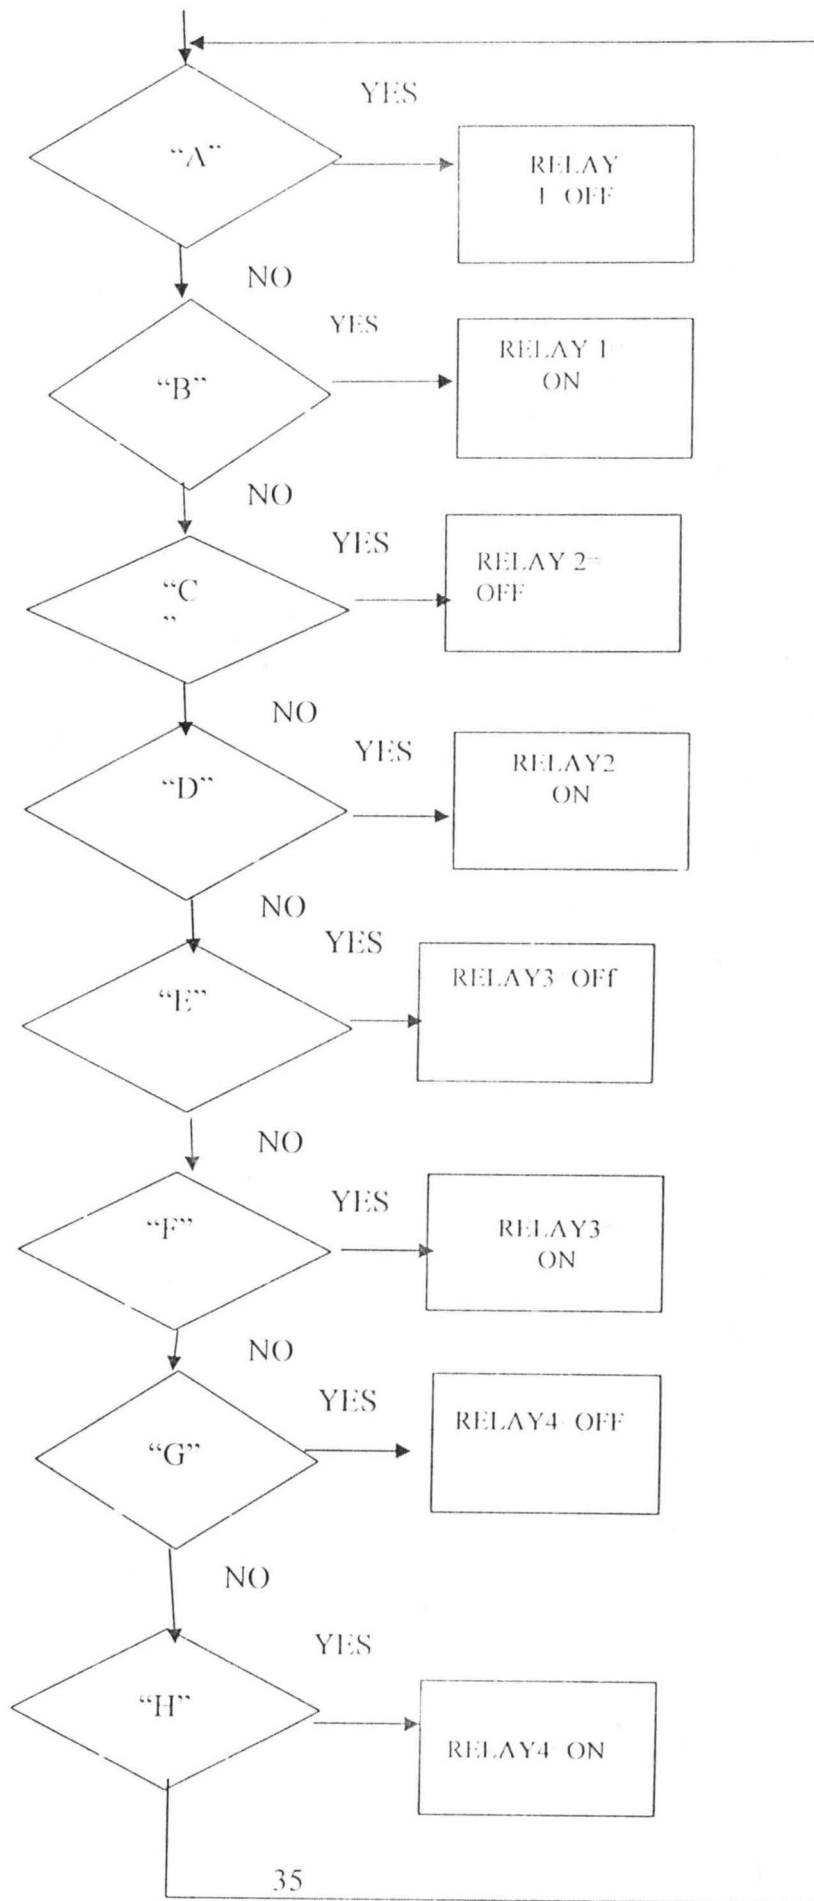 YES
“A”
RELAY
1 OFF
NO
YES
“B”
RELAY 1
ON
NO
YES
“C
”
RELAY 2=
OFF
NO
YES
“D”
RELAY2
ON
NO
YES
“E”
RELAY3 OFf
NO
YES
“F”
RELAY3
ON
NO
YES
“G”
RELAY4 OFF
NO
YES
“H”
RELAY4 ON
35